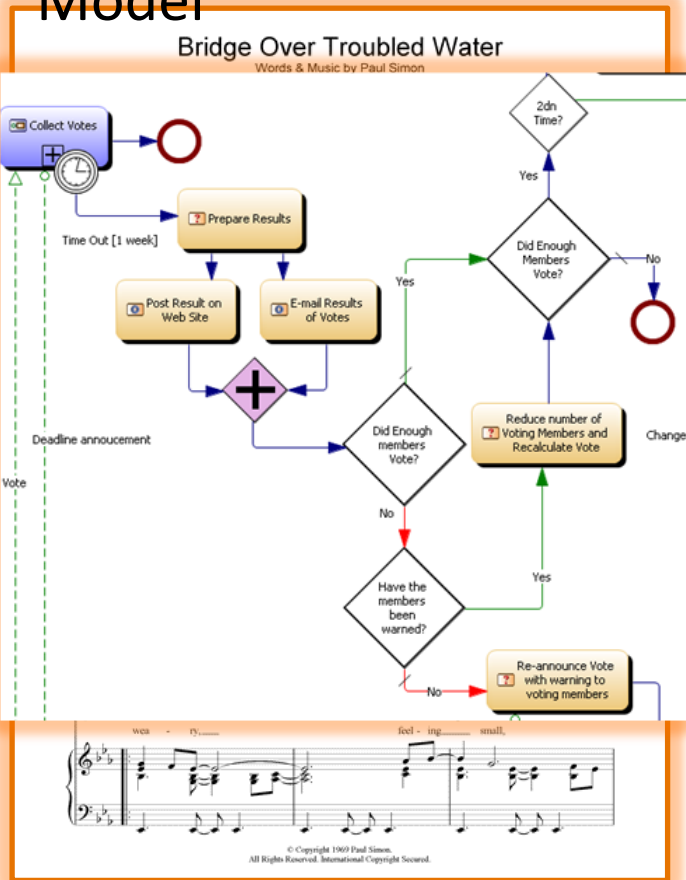 Model
Bridge Over Troubled Water
Words & Music by Paul Simon
Collect Votes
2dn
Time?
Yes
Prepare Results
Time Out [1 week]
Did Enough
Members
Vote?
No
Yes
Post Result on
Web Site
E-mail Results
of Votes
Reduce number of
Voting Members and
Recalculate Vote
Change
Did Enough
members
Vote?
Deadline annoucement
Vote
No
Have the
members
been
warned?
Yes
Re-announce Vote
with warning to
voting members
No
wea - ry, feel - ing small,
© Copyright 1969 Paul Simon.
All Rights Reserved. International Copyright Secured.